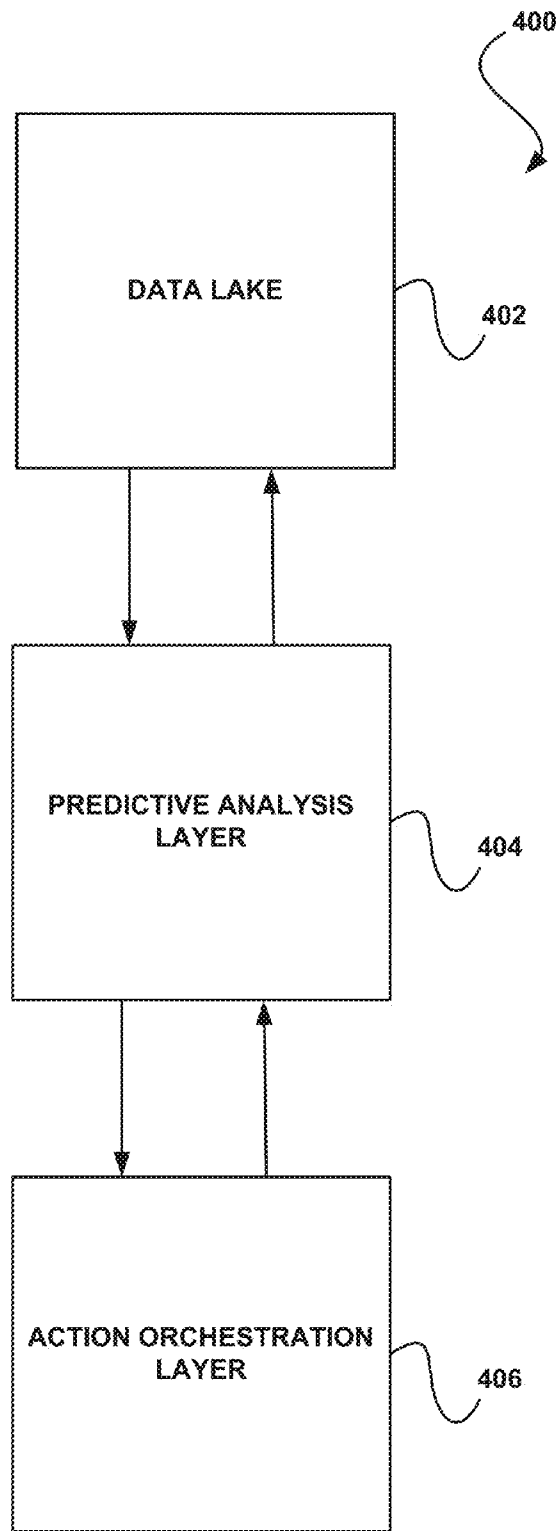 400
DATA LAKE
402
PREDICTIVE ANALYSIS
LAYER
404
ACTION ORCHESTRATION
LAYER
406